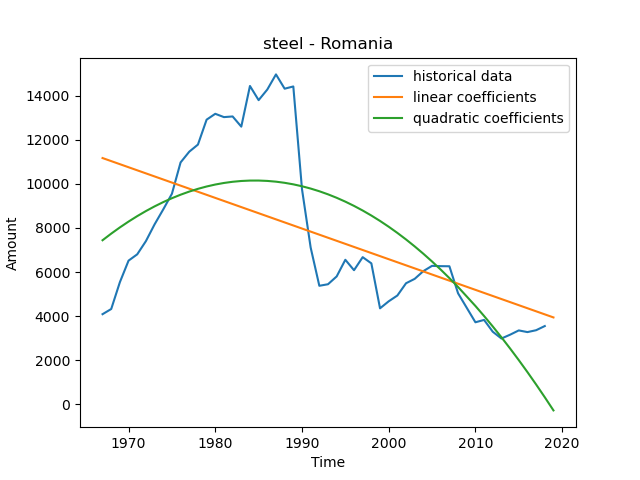 steel - Romania
historical data
linear coefficients
quadratic coefficients
Amount
14000
12000
10000
8000
6000
4000
2000
0
1970 1980 1990 2000 2010 2020
Time